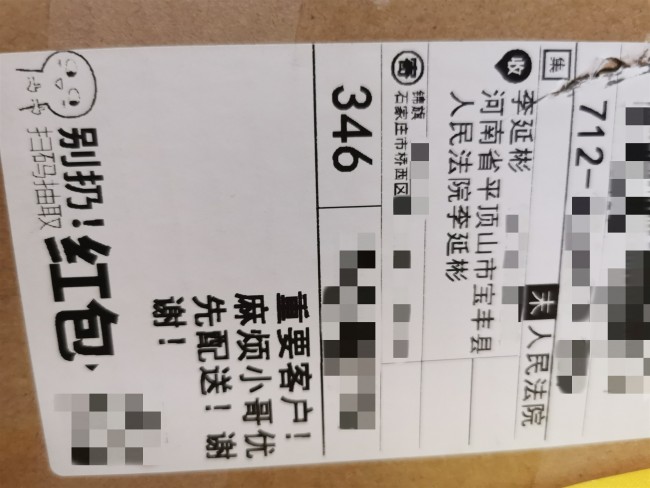 712-
未 人民法院
集
收
李延彬
河南省平顶山市宝丰县
人民法院李延彬
寄
锦旗
石家庄市桥西区
346
重要客户!
麻烦小哥优
先配送!谢
谢!
别扔!
扫码抽取
红包